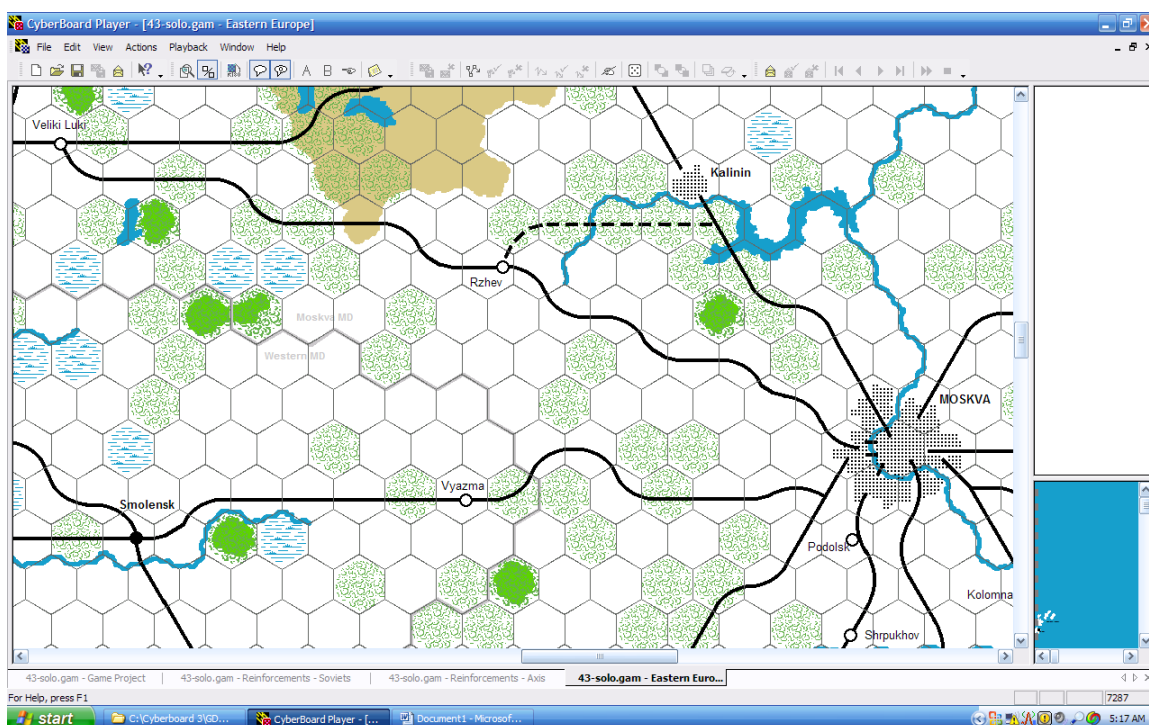 CyberBoard Player - [43-solo.gam - Eastern Europe]
File Edit View Actions Playback Window Help
A B
Veliki Luki
Kalinin
Rzhev
Moskva MD
Western MD
MOSKVA
Vyazma
Smolensk
Podolsk
Kolomna
Shrpukhov
43-solo.gam - Game Project
43-solo.gam - Reinforcements - Soviets
43-solo.gam - Reinforcements - Axis
43-solo.gam - Eastern Euro...
For Help, press F1
7287
start
C:\Cyberboard 3\GD...
CyberBoard Player - [...
Document1 - Microsof...
5:17 AM